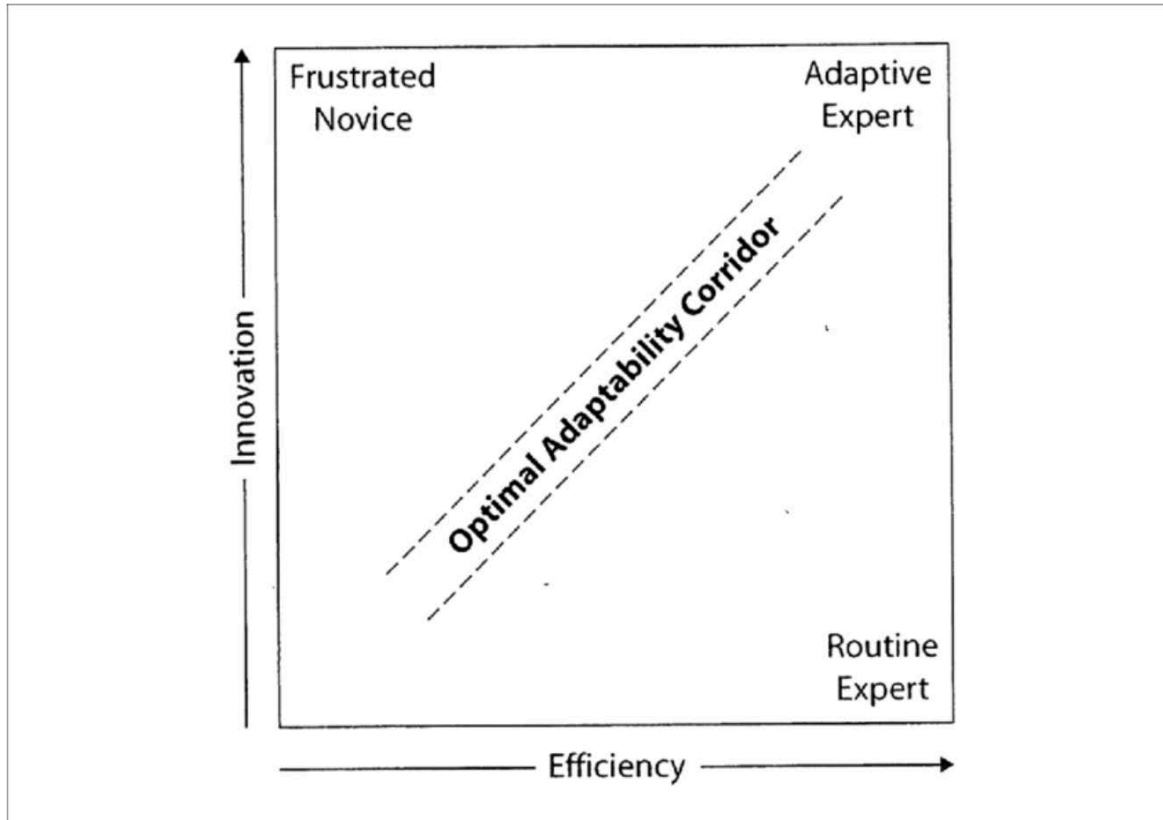 Frustrated
Novice
Adaptive
Expert
Optimal Adaptability Corridor
Innovation
Routine
Expert
Efficiency